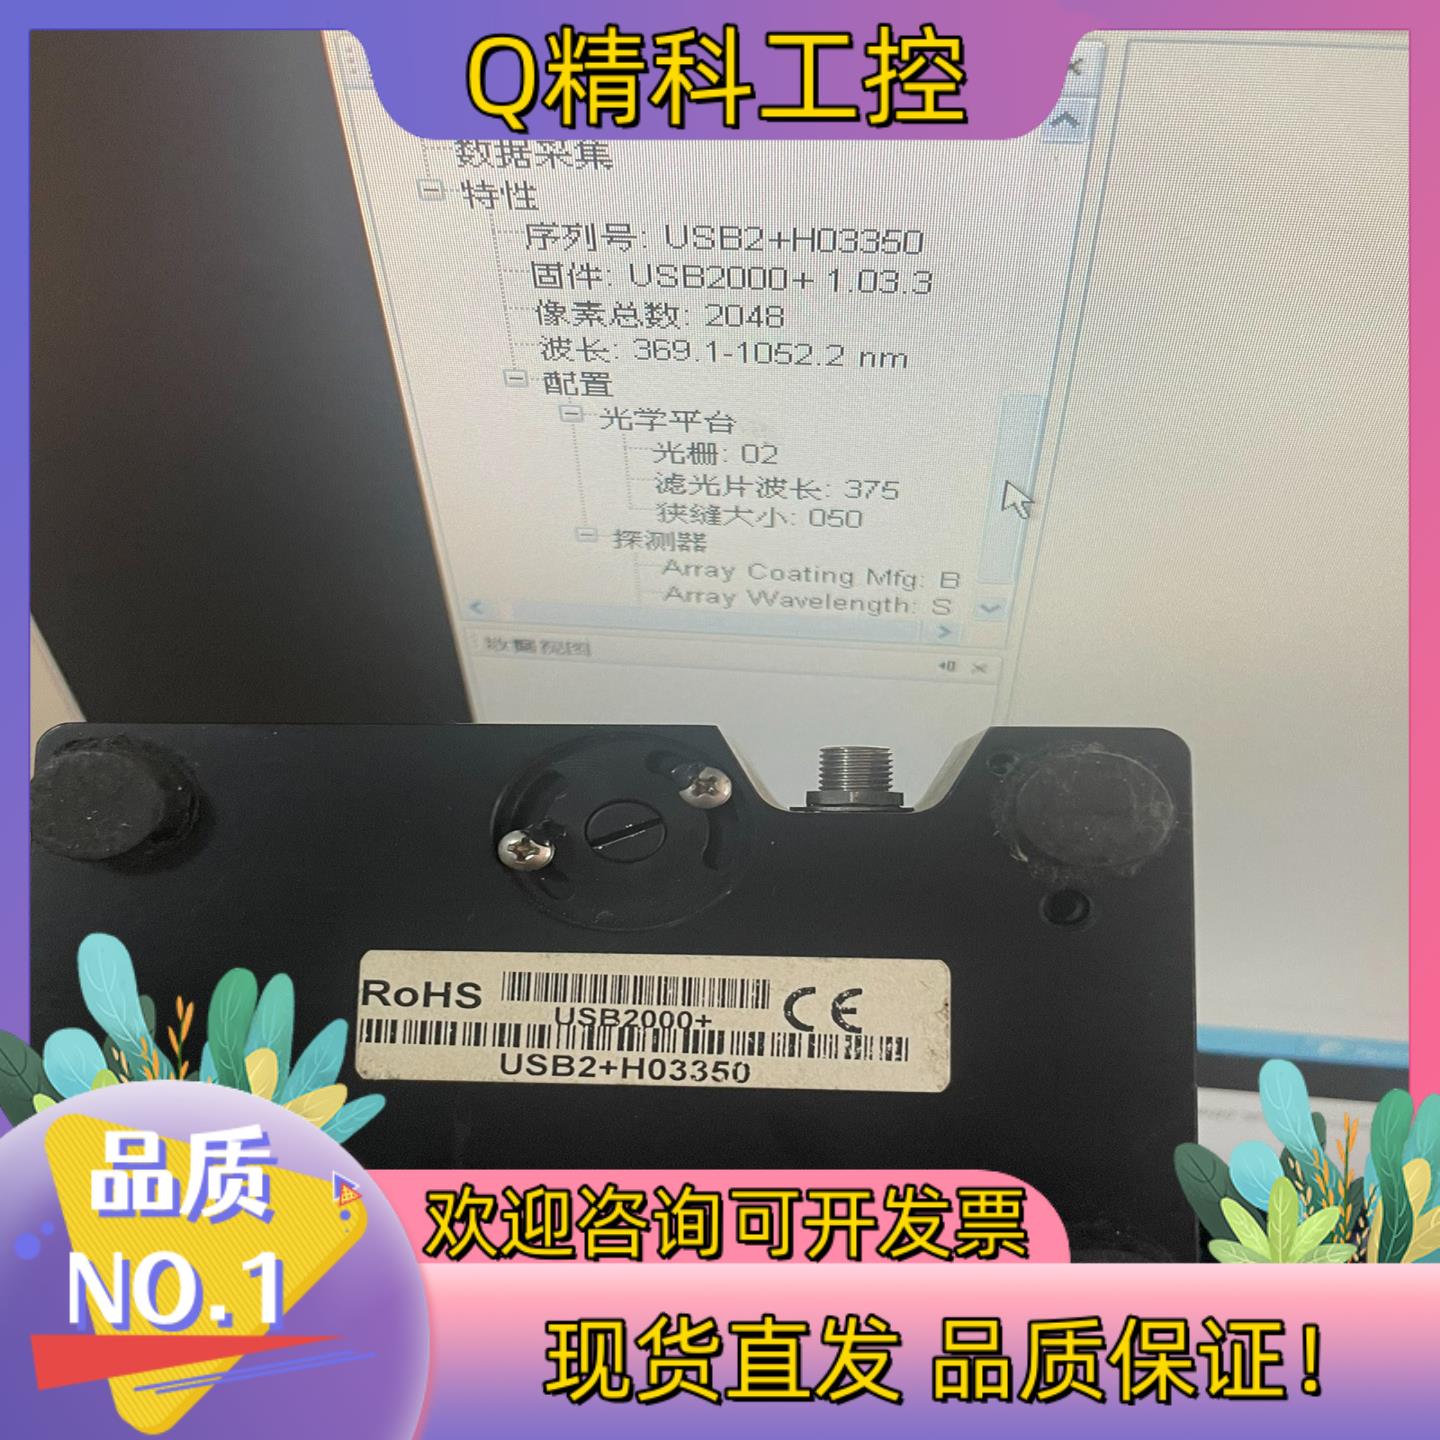 Q精科工控
数据采集
特性
序列号: USB2+H03350
固件: USB2000+ 1.03.3
像素总数: 2048
波长: 369.1-1052.2 nm
配置
光学平台
光栅: 02
滤光片波长: 375
狭缝大小: 050
探测器
Array Coating Mfg: B
Array Wavelength: S
数据视图
RoHS
USB2000+
CE
USB2+H03350
品质
NO.1
欢迎咨询可开发票
现货直发 品质保证!